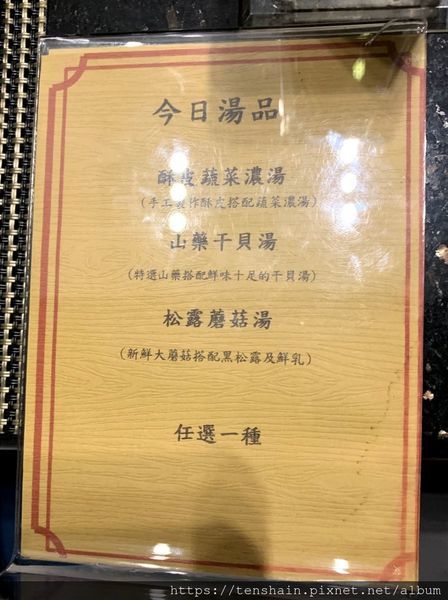 今日湯品
酥皮蔬菜濃湯
(手工製作酥皮搭配蔬菜濃湯)
山藥干貝湯
(特選山藥搭配鮮味十足的干貝湯)
松露蘑菇湯
(新鮮大蘑菇搭配黑松露及鮮乳)
任選一種
https://tenshain.pixnet.net/album